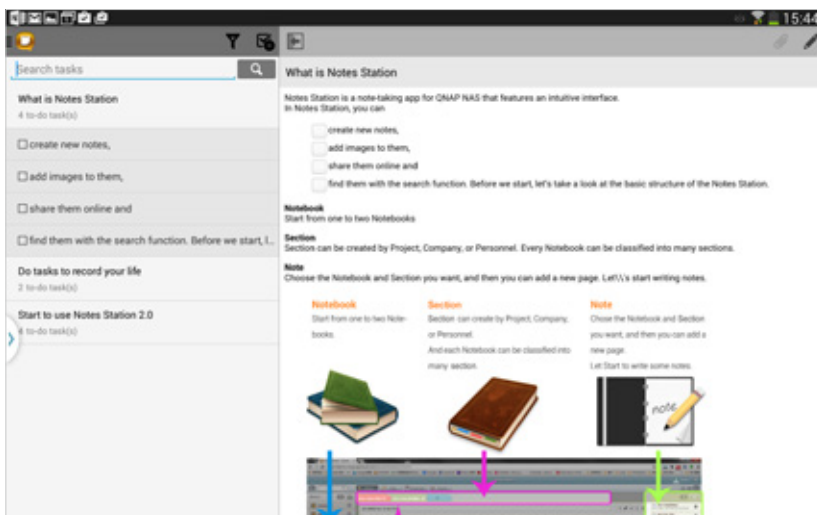 15:44
Search tasks
What is Notes Station
4 to-do task(s)
create new notes,
add images to them,
share them online and
find them with the search function. Before we start, l...
Do tasks to record your life
2 to-do task(s)
Start to use Notes Station 2.0
to-do task(s)
What is Notes Station
Notes Station is a note-taking app for QNAP NAS that features an intuitive interface.
In Notes Station, you can
create new notes,
add images to them,
share them online and
find them with the search function. Before we start, let's take a look at the basic structure of the Notes Station.
Notebook
Start from one to two Notebooks
Section
Section can be created by Project, Company, or Personnel. Every Notebook can be classified into many sections.
Note
Choose the Notebook and Section you want, and then you can add a new page. Let\\'s start writing notes.
Notebook
Start from one to two Note-
books
Section
Section can create by Project, Company,
or Personnel.
And each Notebook can be classified into
many section.
Note
Chose the Notebook and Section
you want, and then you can add a
new page.
Let Start to write some notes.
note